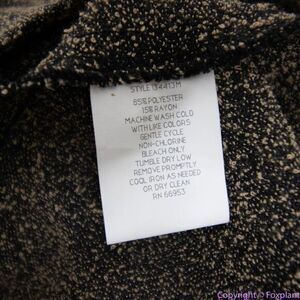 STYLE 134413M
85% POLYESTER
15% RAYON
MACHINE WASH COLD
WITH LIKE COLORS
GENTLE CYCLE
NON-CHLORINE
BLEACH ONLY
TUMBLE DRY LOW
REMOVE PROMPTLY
COOL IRON AS NEEDED
OR DRY CLEAN
RN 66953
Copyright © Foxplant